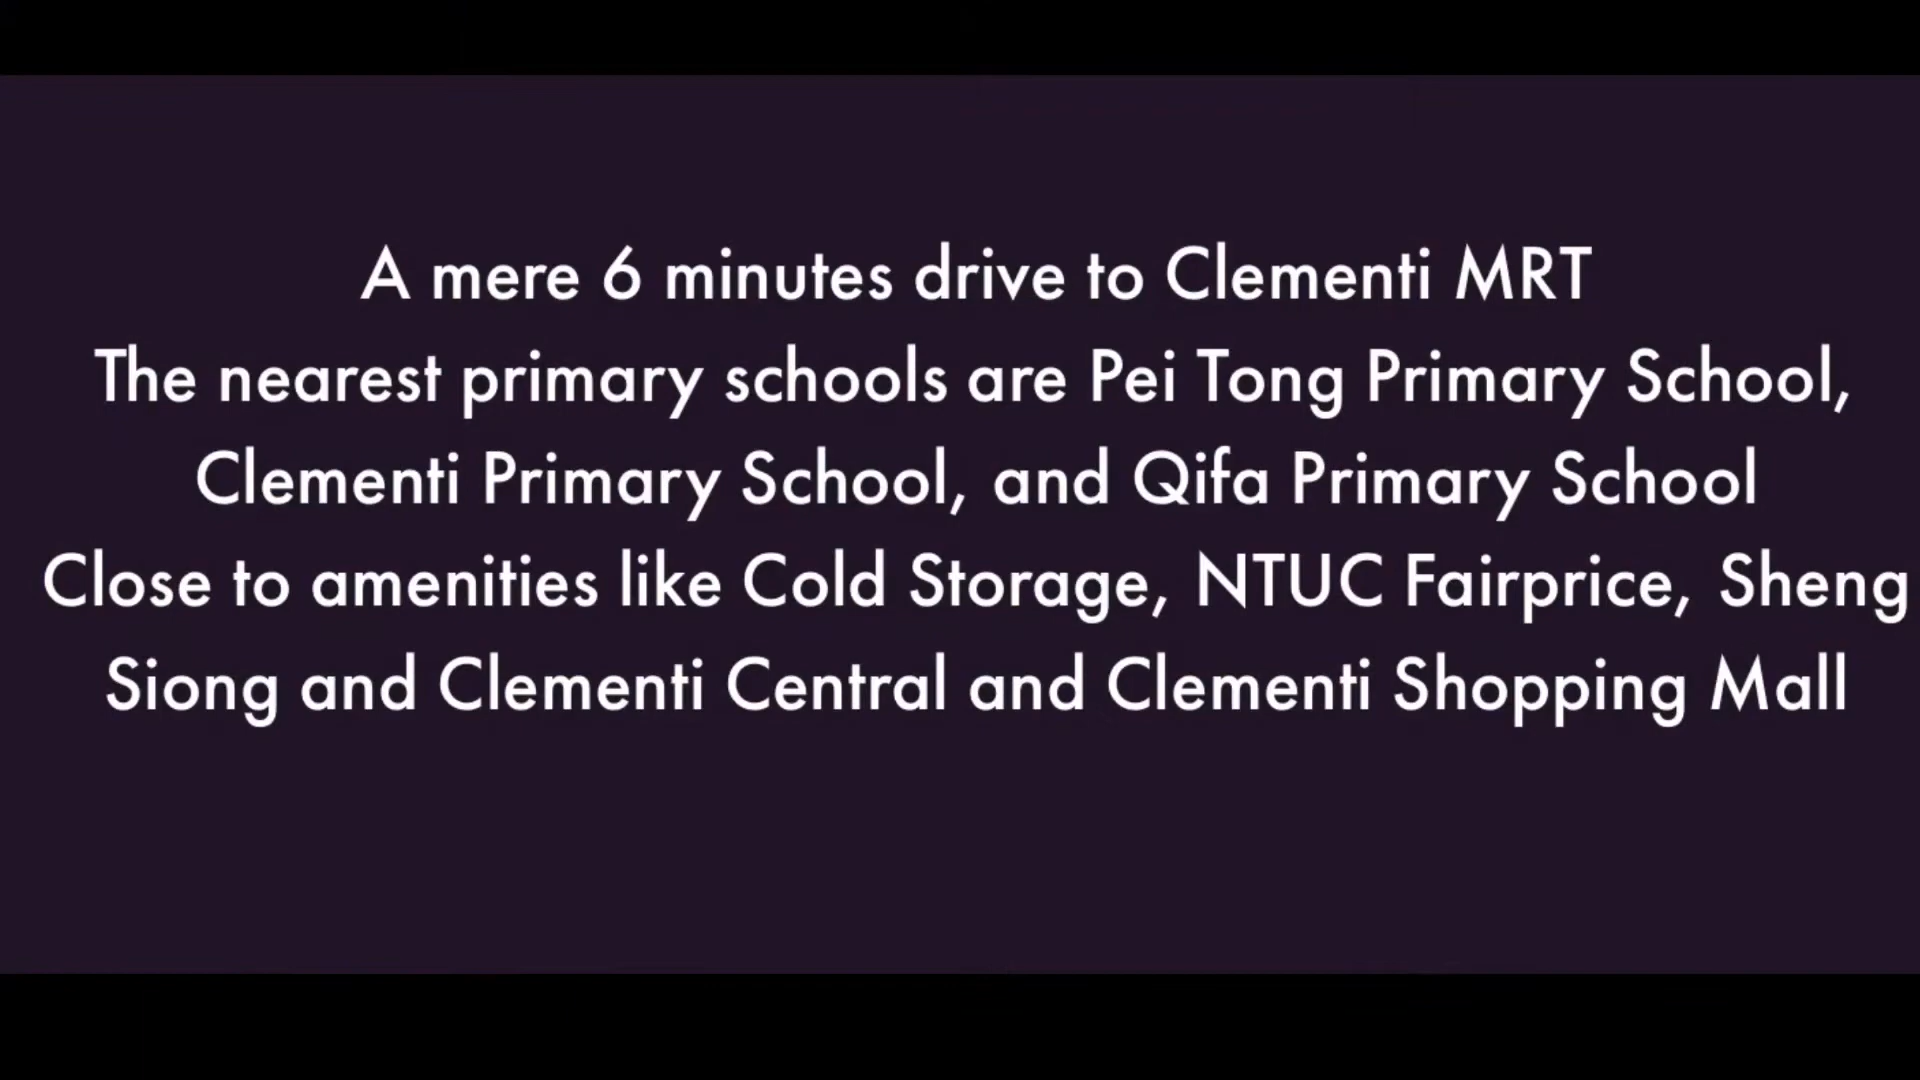 A mere 6 minutes drive to Clementi MRT
The nearest primary schools are Pei Tong Primary School,
Clementi Primary School, and Qifa Primary School
Close to amenities like Cold Storage, NTUC Fairprice, Sheng
Siong and Clementi Central and Clementi Shopping Mall